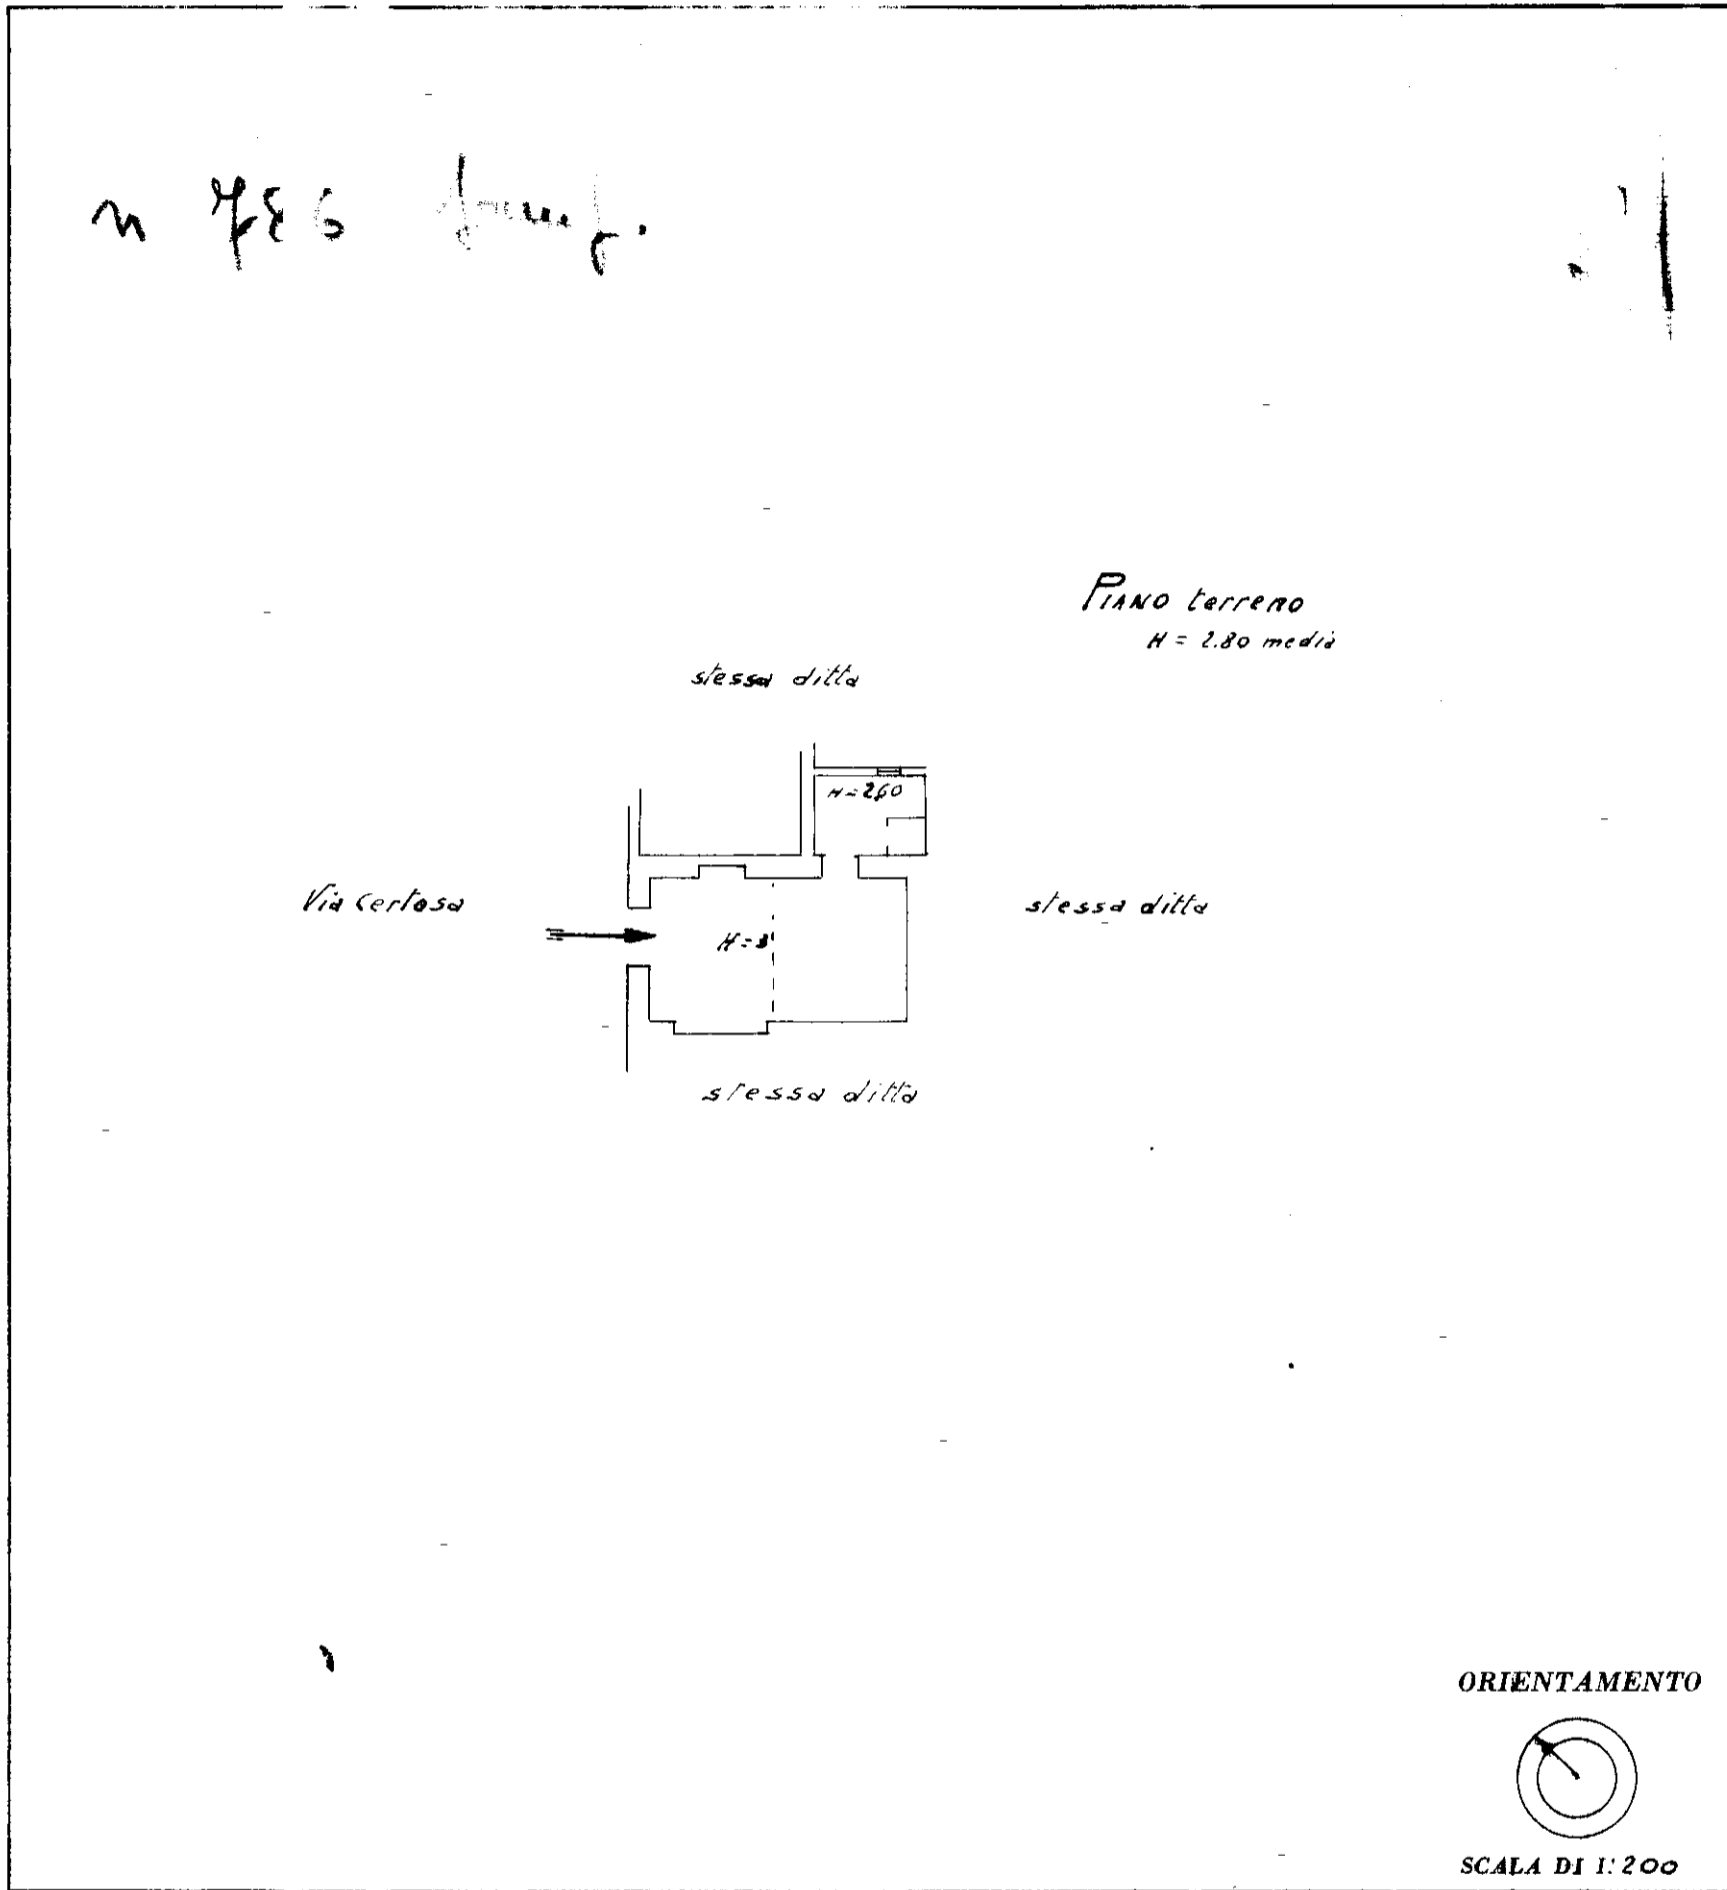 n 786
PIANO terreno
H = 2.80 media
stessa ditta
H = 2,60
Via Certosa
stessa ditta
H = 3
stessa ditta
ORIENTAMENTO
SCALA DI 1:200